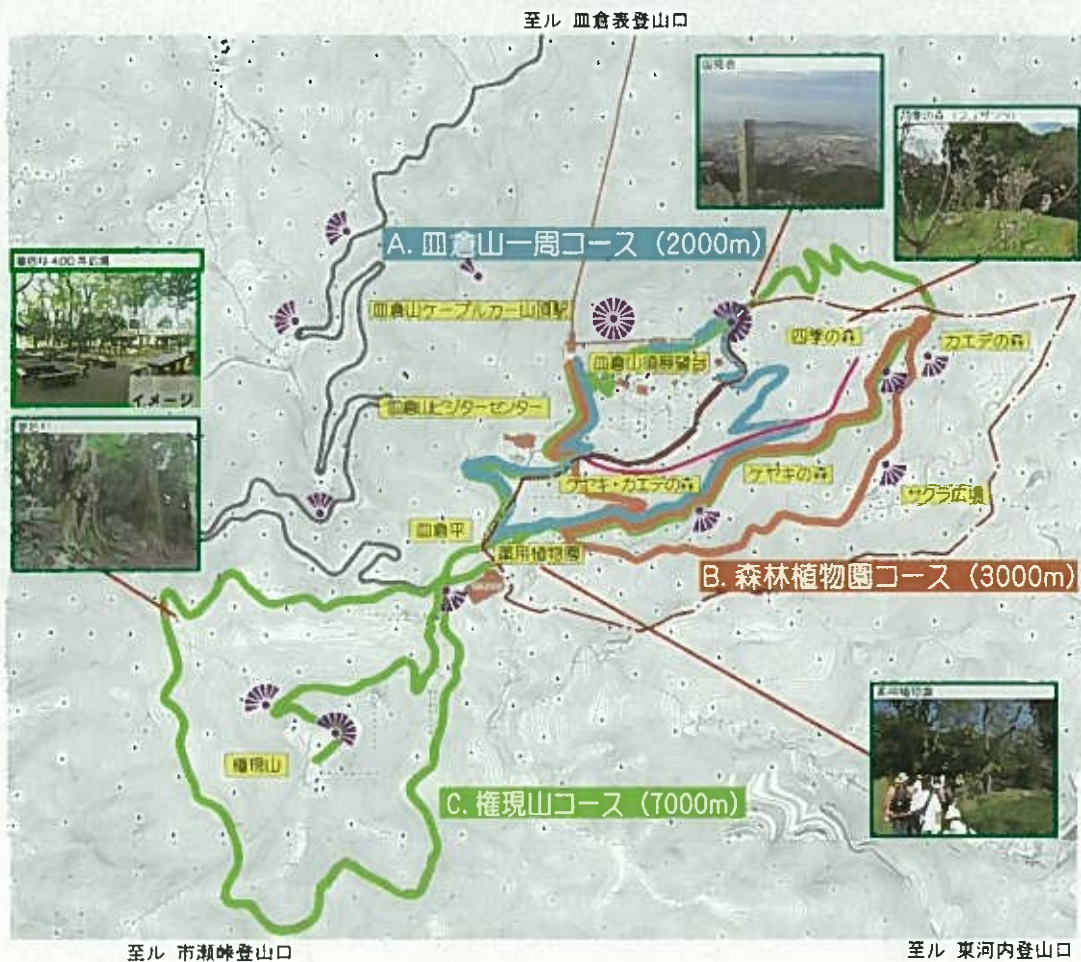 至ル 皿倉表登山口
A. 皿倉山一周コース (2000m)
皿倉山ケーブルカー山頂駅
イメージ
皿倉山頂展望台
四季の森
カエデの森
皿倉山ビジターセンター
ケヤキ・カエデの森
ケヤキの森
サクラ広場
皿倉平
薬用植物園
B. 森林植物園コース (3000m)
権現山
C. 権現山コース (7000m)
薬用植物園
至ル 市瀬峠登山口
至ル 東河内登山口